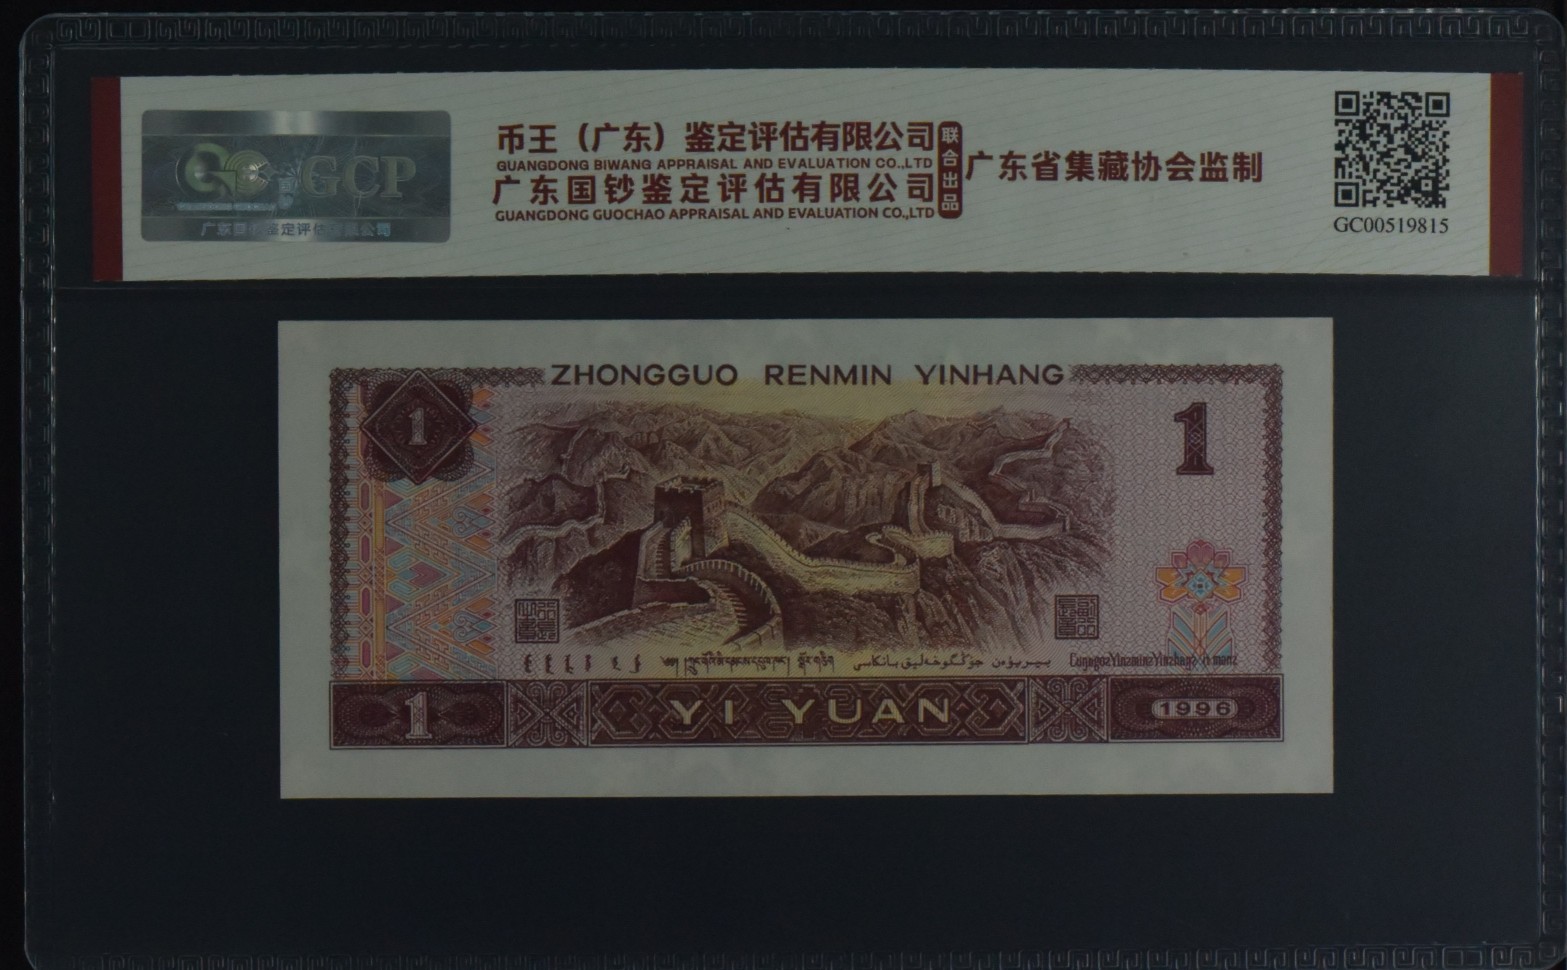 GCP
币王（广东）鉴定评估有限公司
GUANGDONG BIWANG APPRAISAL AND EVALUATION CO.,LTD
广东国钞鉴定评估有限公司
GUANGDONG GUOCHAO APPRAISAL AND EVALUATION CO.,LTD
联合出品
广东省集藏协会监制
GC00519815
ZHONGGUO RENMIN YINHANG
1
1
1
YI YUAN
1996